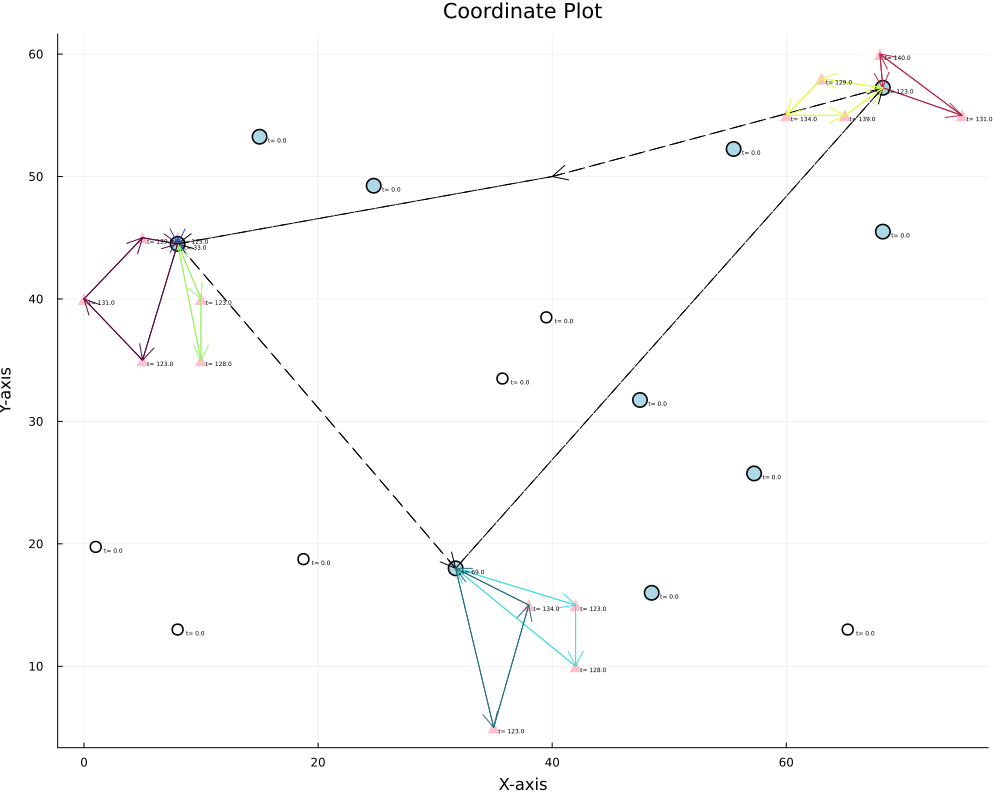 Coordinate Plot
60
t= 140.0
t= 129.0
123.0
t= 134.0
t= 139.0
t= 131.0
t= 0.0
t= 0.0
50
t= 0.0
t= 0.0
t= 123.0
33.0
40
t= 131.0
t= 123.0
t= 0.0
t= 123.0
t= 128.0
t= 0.0
30
t= 0.0
t= 0.0
20
t= 0.0
t= 0.0
t= 69.0
t= 0.0
t= 134.0
t= 123.0
t= 0.0
t= 0.0
10
t= 128.0
t= 123.0
0
20
40
60
X-axis
Y-axis